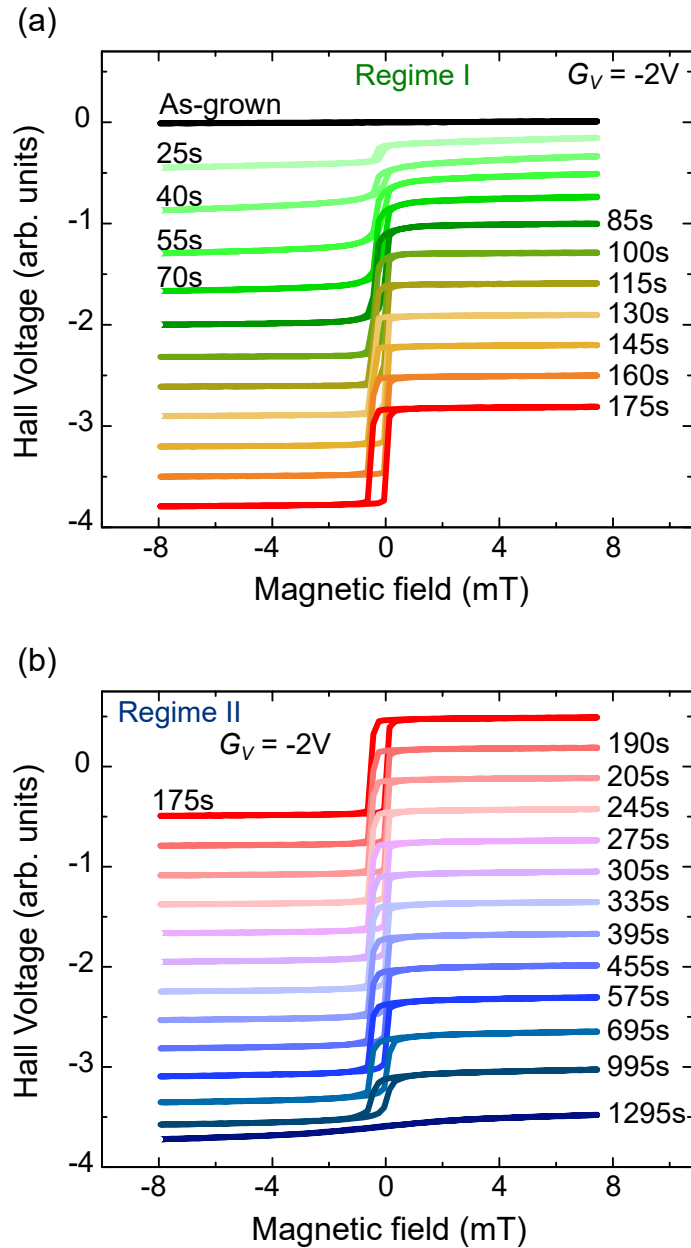 (a)
Regime I
G_V = -2V
As-grown
25s
40s
55s
70s
85s
100s
115s
130s
145s
160s
175s
0
-1
-2
-3
-4
Hall Voltage (arb. units)
-8 -4 0 4 8
Magnetic field (mT)
(b)
Regime II
G_V = -2V
175s
190s
205s
245s
275s
305s
335s
395s
455s
575s
695s
995s
1295s
0
-1
-2
-3
-4
Hall Voltage (arb. units)
-8 -4 0 4 8
Magnetic field (mT)